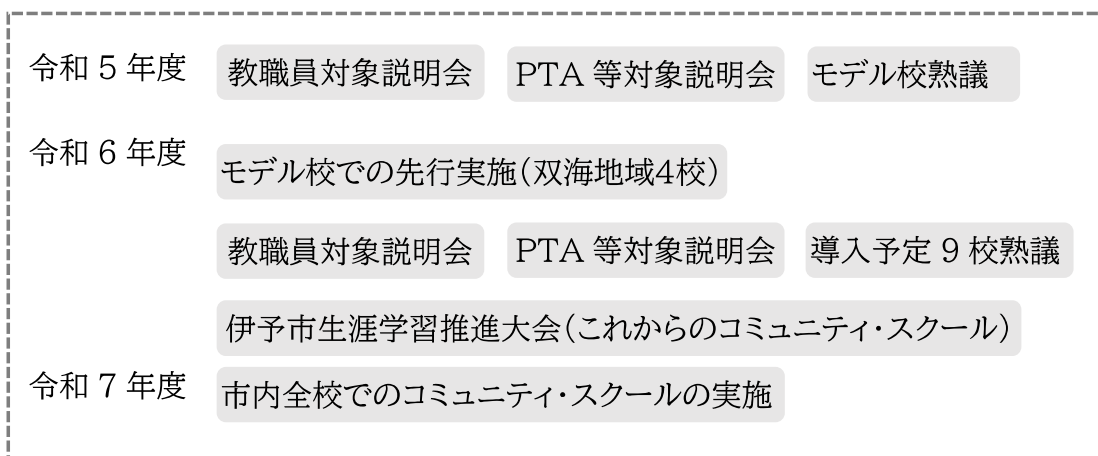 令和 5 年度 教職員対象説明会 PTA 等対象説明会 モデル校熟議
令和 6 年度 モデル校での先行実施(双海地域4校)
教職員対象説明会 PTA 等対象説明会 導入予定 9 校熟議
伊予市生涯学習推進大会(これからのコミュニティ・スクール)
令和 7 年度 市内全校でのコミュニティ・スクールの実施